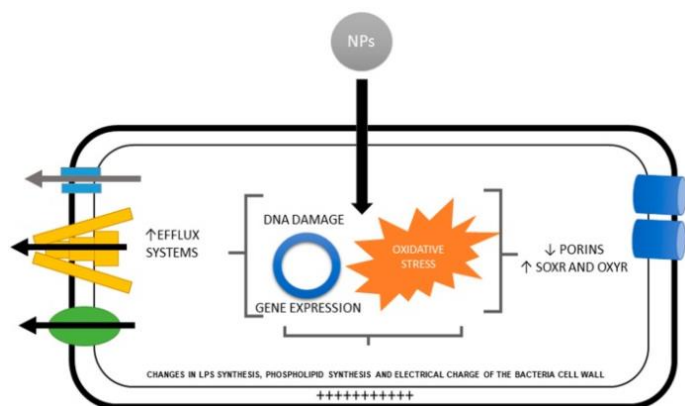 NPs
↑EFFLUX
SYSTEMS
DNA DAMAGE
GENE EXPRESSION
OXIDATIVE
STRESS
↓ PORINS
↑ SOXR AND OXYR
CHANGES IN LPS SYNTHESIS, PHOSPHOLIPID SYNTHESIS AND ELECTRICAL CHARGE OF THE BACTERIA CELL WALL
+++++++++++